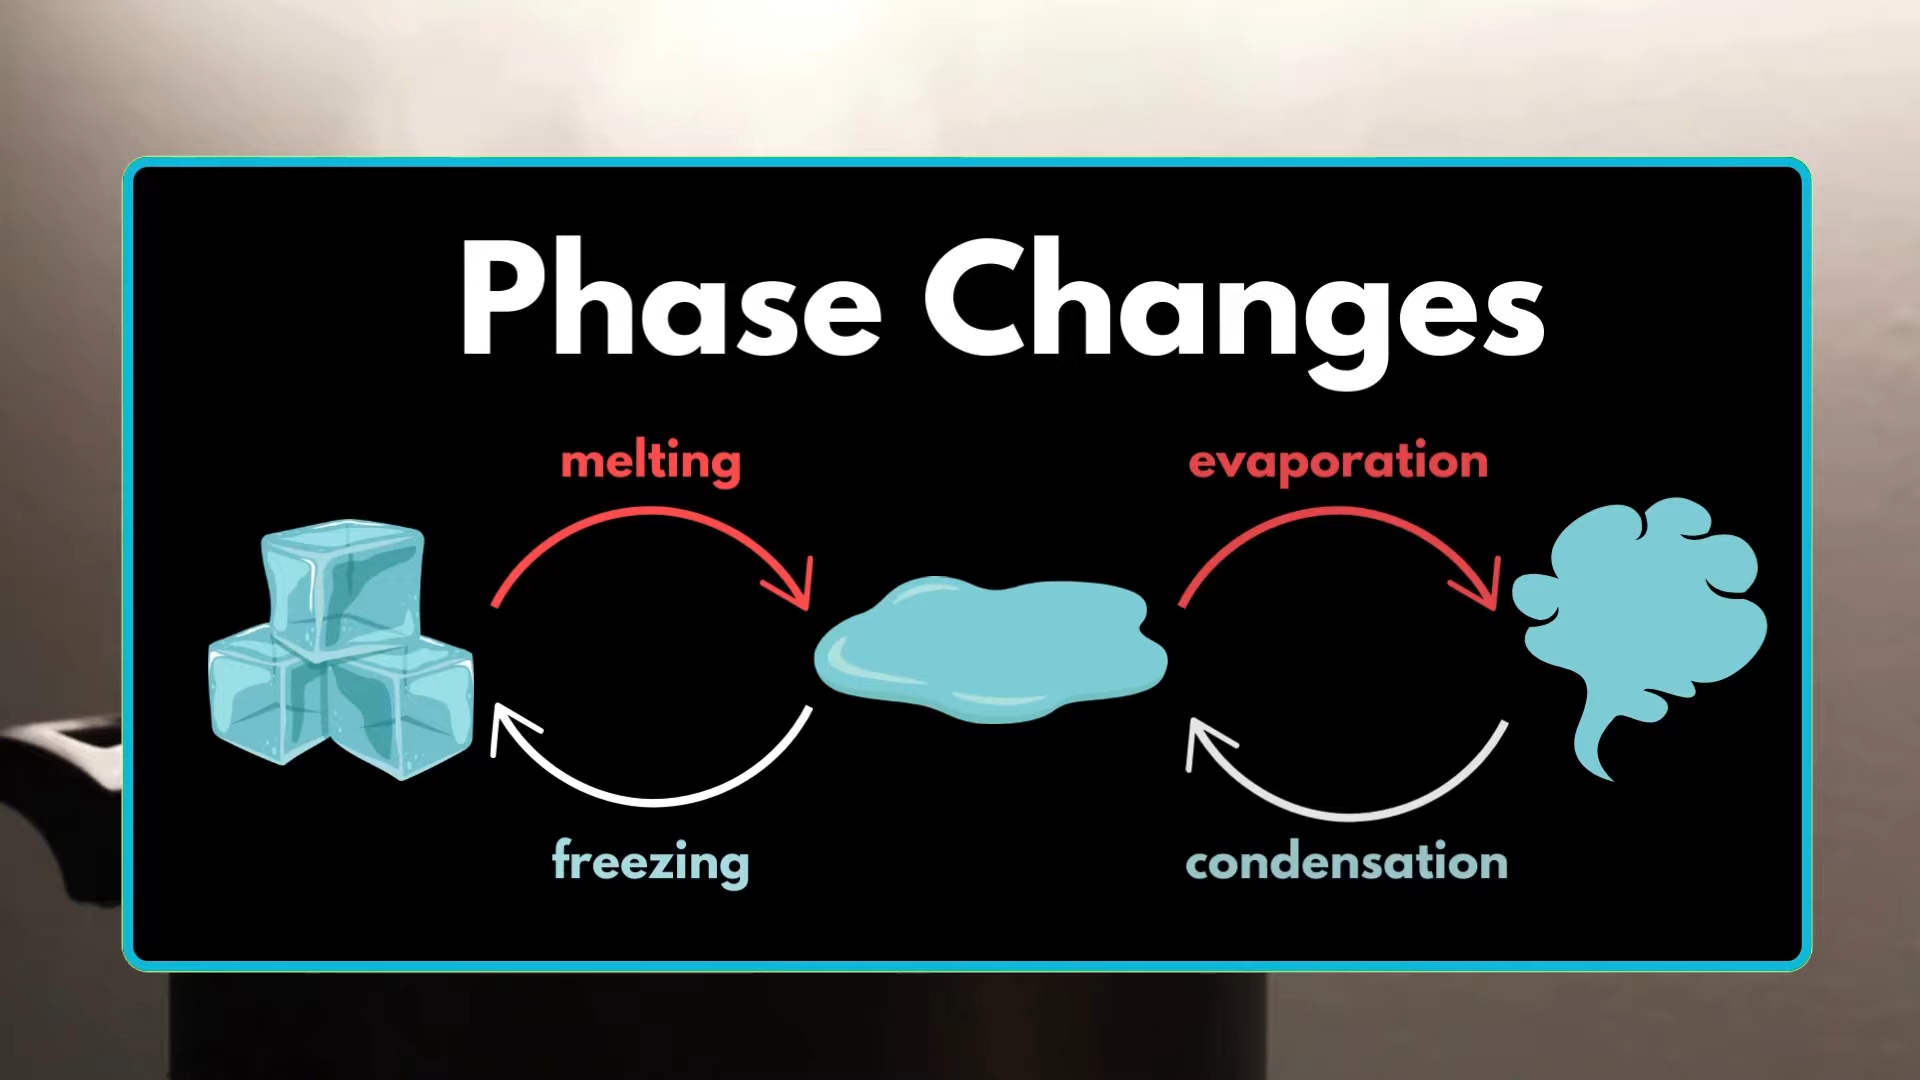 Phase Changes
melting
evaporation
freezing
condensation